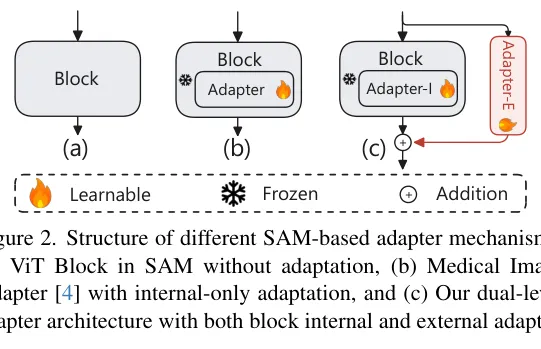 Block
Block
Adapter
Block
Adapter-I
Adapter-E
(a)
(b)
(c)
Learnable
Frozen
Addition
gure 2. Structure of different SAM-based adapter mechanism
ViT Block in SAM without adaptation, (b) Medical Imag
dapter [4] with internal-only adaptation, and (c) Our dual-lev
apter architecture with both block internal and external adapt